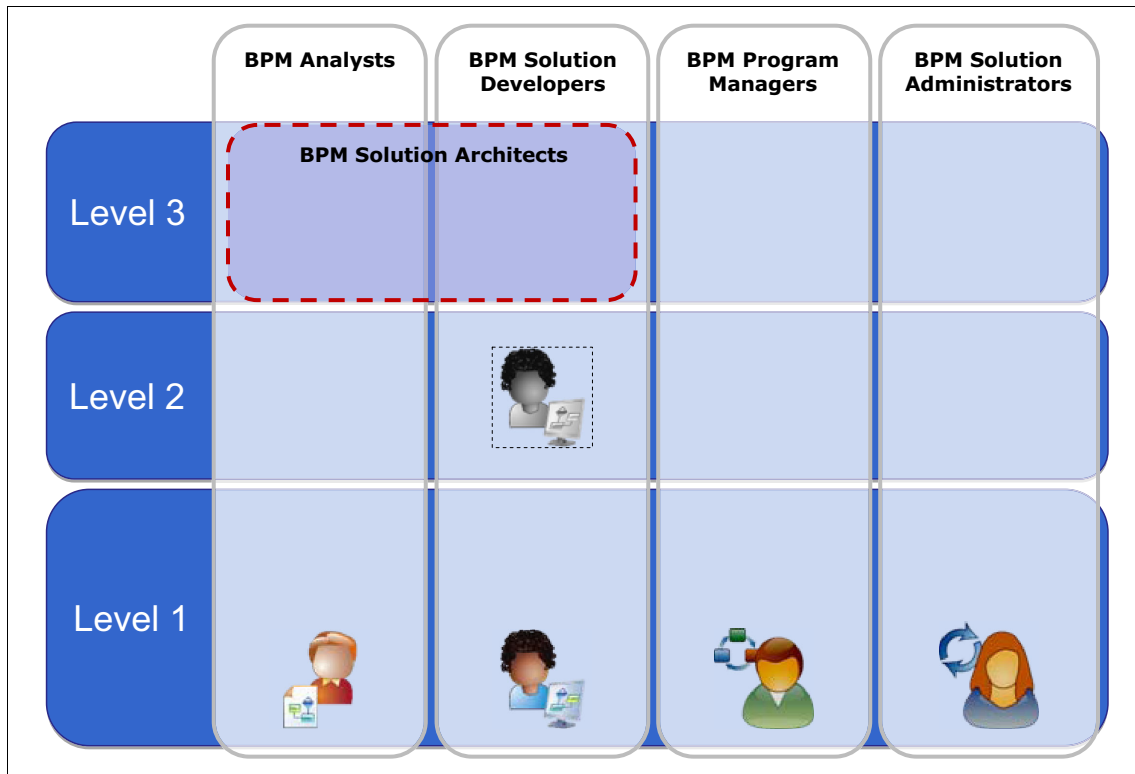 BPM Analysts
BPM Solution
Developers
BPM Program
Managers
BPM Solution
Administrators
BPM Solution Architects
Level 3
Level 2
Level 1